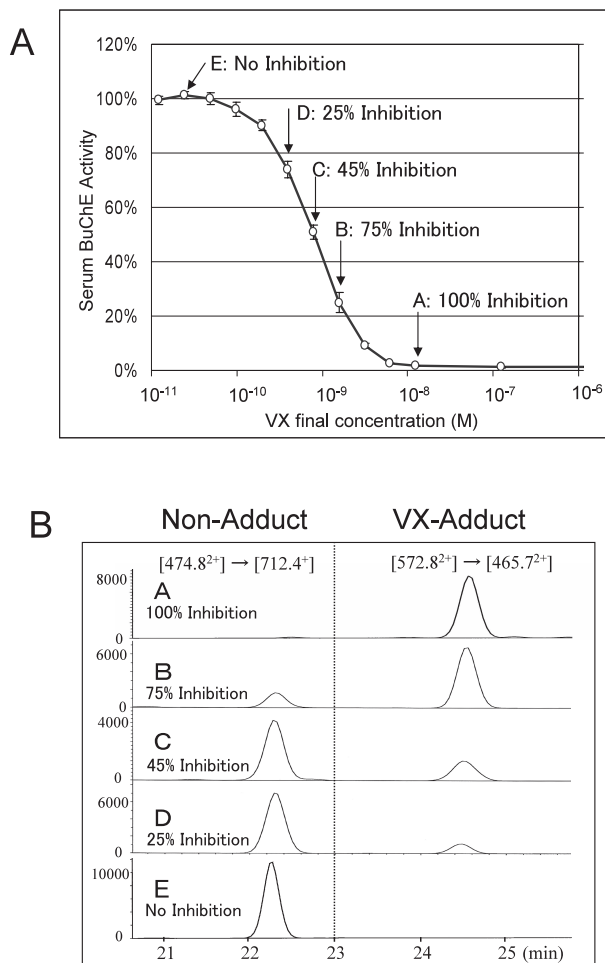 A
120%
100%
80%
60%
40%
20%
0%
Serum BuChE Activity
E: No Inhibition
D: 25% Inhibition
C: 45% Inhibition
B: 75% Inhibition
A: 100% Inhibition
10⁻¹¹ 10⁻¹⁰ 10⁻⁹ 10⁻⁸ 10⁻⁷ 10⁻⁶
VX final concentration (M)
B
Non-Adduct VX-Adduct
[474.8²⁺] → [712.4⁺] [572.8²⁺] → [465.7²⁺]
8000
A
100% Inhibition
0
6000
B
75% Inhibition
0
4000
C
45% Inhibition
0
6000
D
25% Inhibition
0
10000
E
No Inhibition
0
21 22 23 24 25 (min)